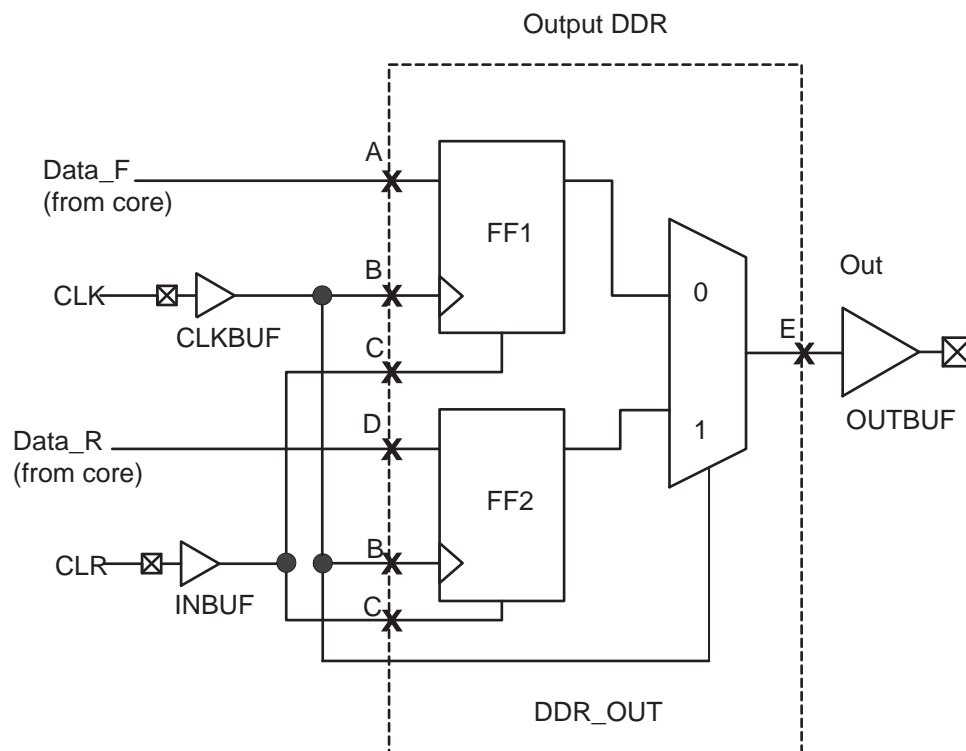 Output DDR
A
Data_F
(from core)
FF1
B
Out
CLK
0
CLKBUF
E
C
D
1
OUTBUF
Data_R
(from core)
FF2
B
CLR
INBUF
C
DDR_OUT